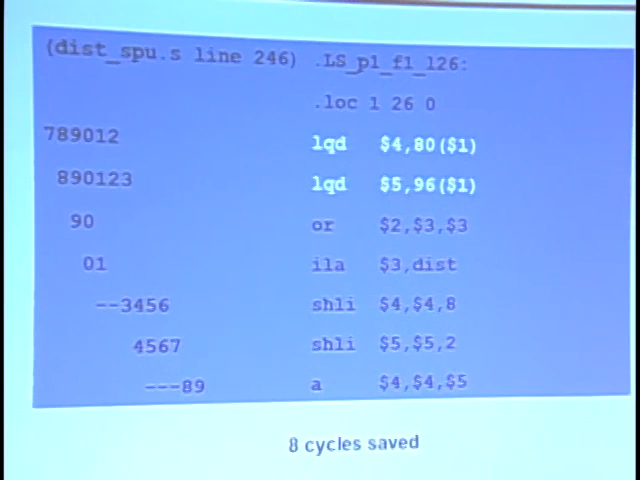 (dist_spu.s line 246) .LS_p1_f1_l26:
.loc 1 26 0
789012 lqd $4,80($1)
890123 lqd $5,96($1)
90 or $2,$3,$3
01 ila $3,dist
--3456 shli $4,$4,8
4567 shli $5,$5,2
---89 a $4,$4,$5
8 cycles saved